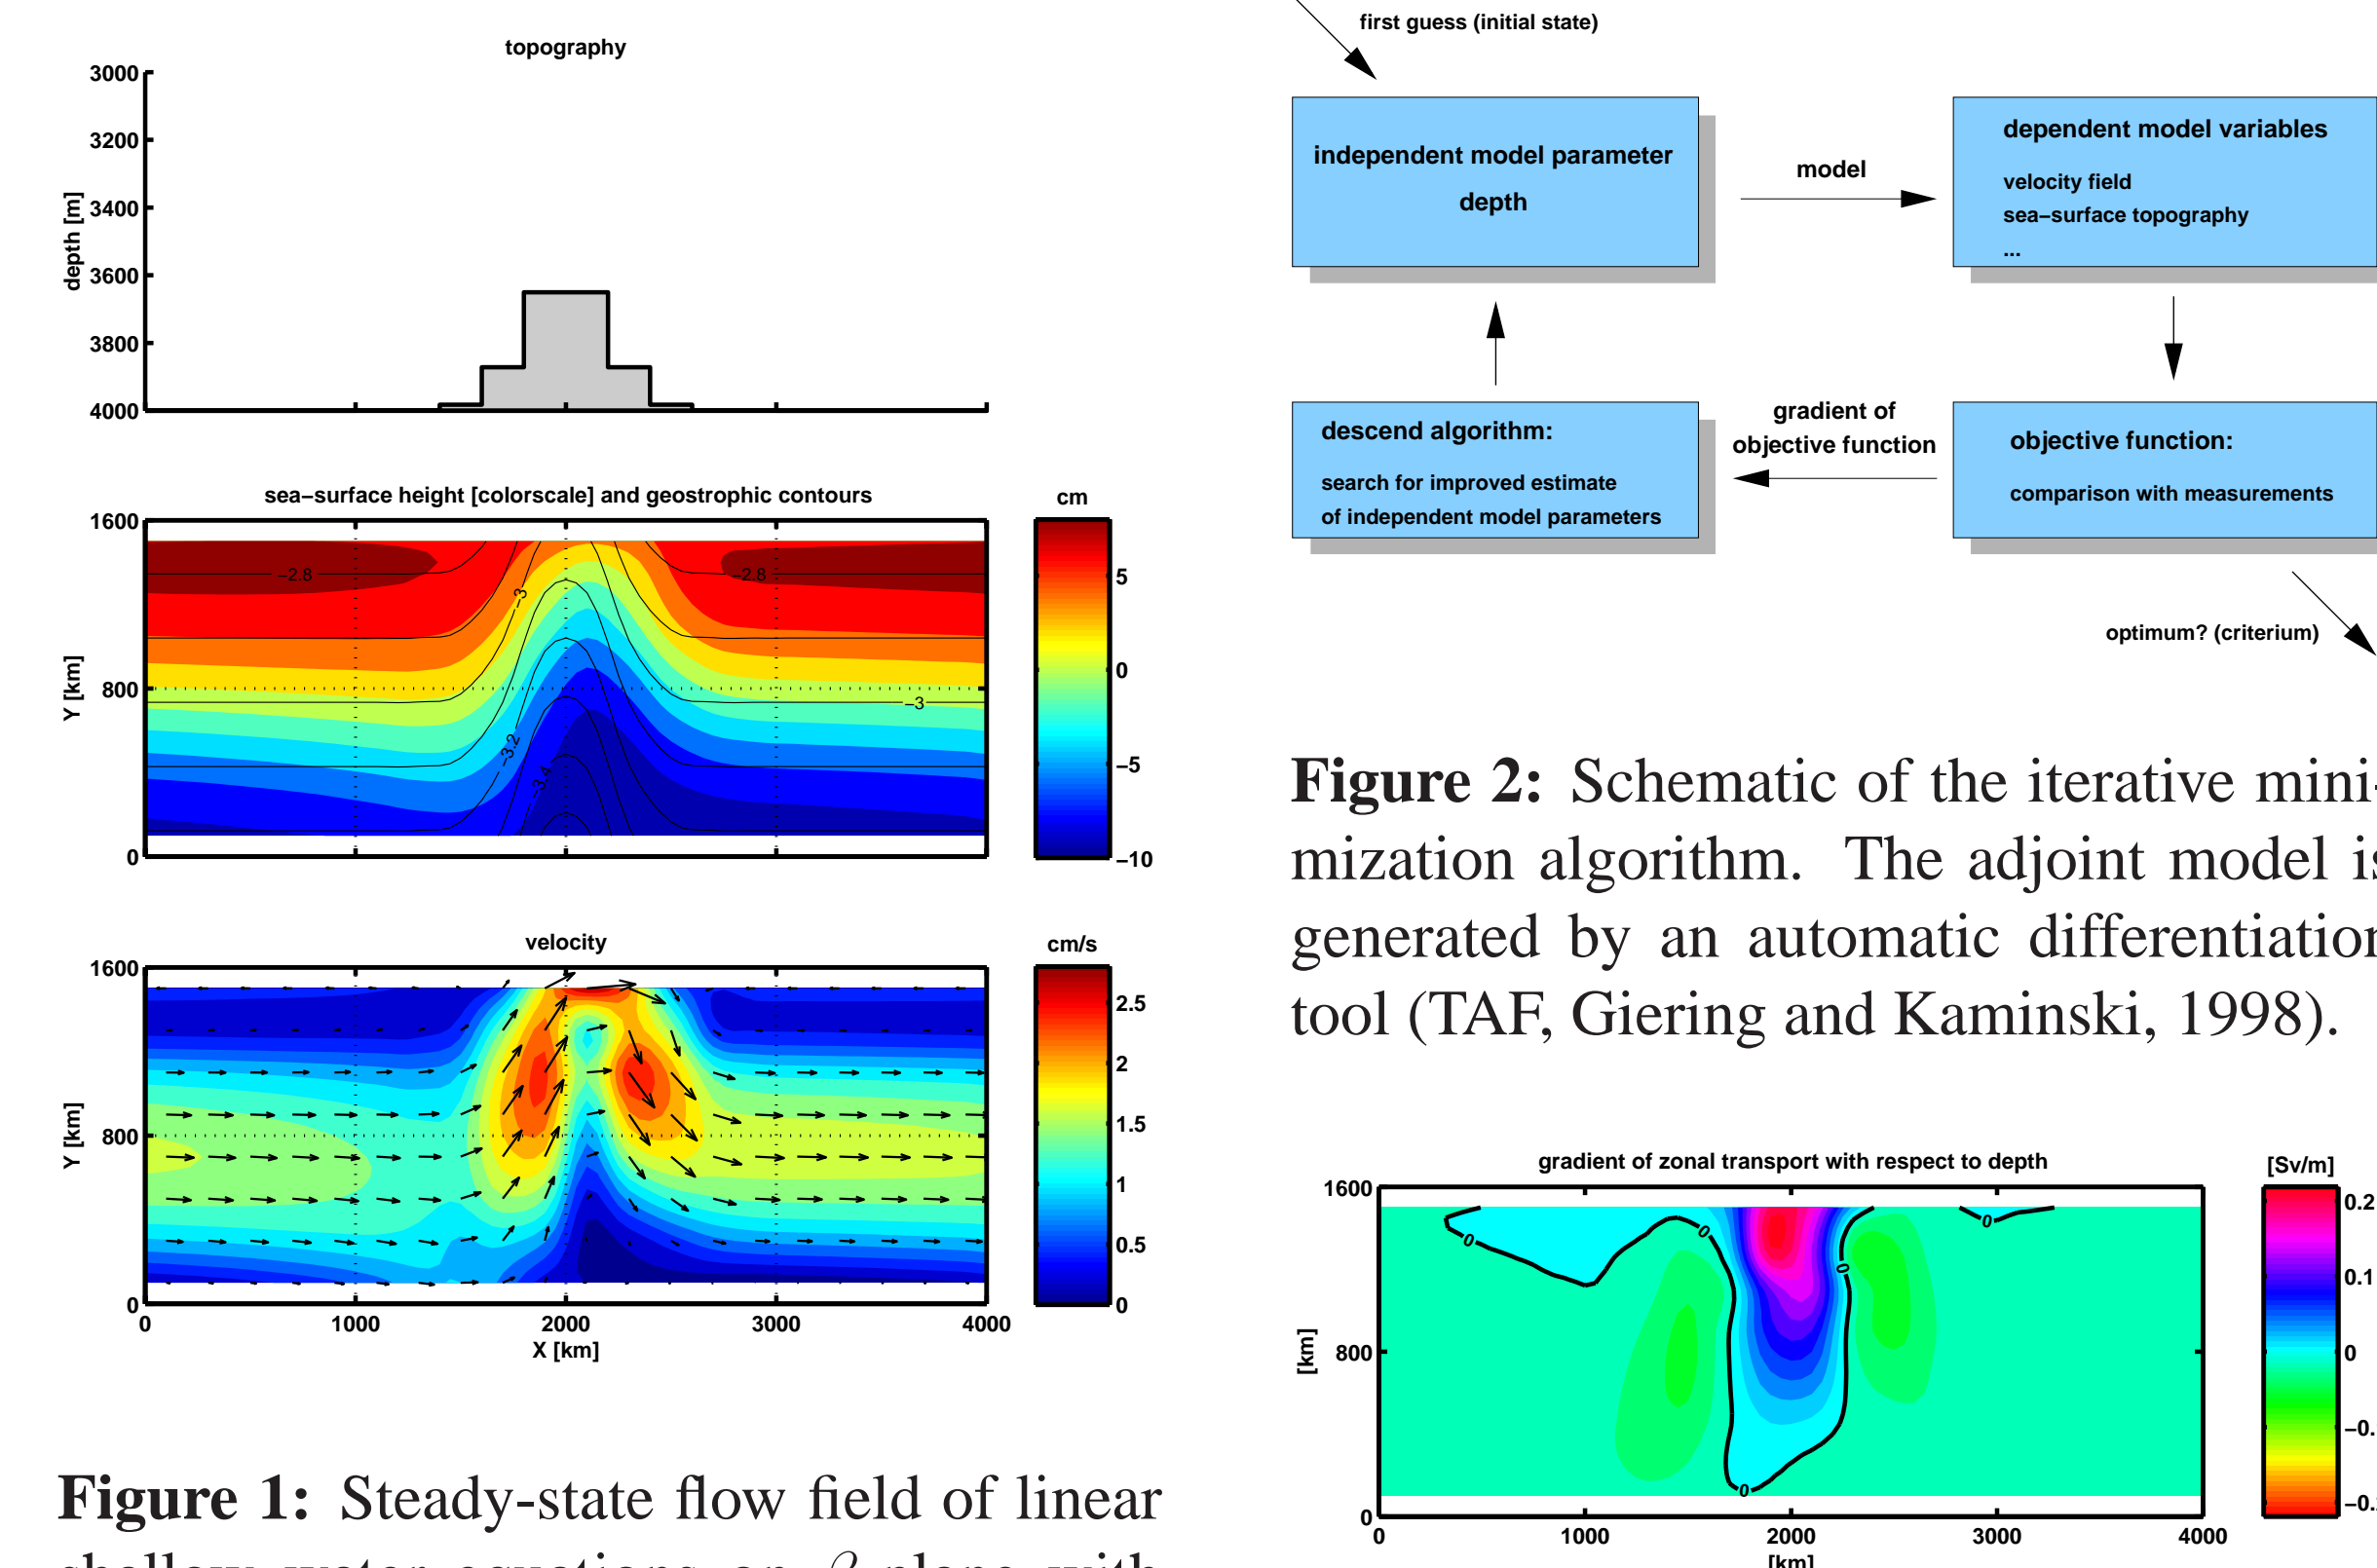 topography
3000
3200
3400
3600
3800
4000
depth [m]
sea−surface height [colorscale] and geostrophic contours
cm
1600
800
0
Y [km]
−2.8
−2.8
−3
−3
−3.2
−3.4
5
0
−5
−10
velocity
cm/s
1600
800
0
Y [km]
0
1000
2000
3000
4000
X [km]
2.5
2
1.5
1
0.5
0
Figure 1: Steady-state flow field of linear
shallow water equations on β-plane with
first guess (initial state)
independent model parameter
depth
model
dependent model variables
velocity field
sea−surface topography
...
descend algorithm:
search for improved estimate
of independent model parameters
gradient of
objective function
objective function:
comparison with measurements
optimum? (criterium)
Figure 2: Schematic of the iterative mini-
mization algorithm. The adjoint model is
generated by an automatic differentiation
tool (TAF, Giering and Kaminski, 1998).
gradient of zonal transport with respect to depth
[Sv/m]
1600
800
0
[km]
0
0
0
0
0
0
1000
2000
3000
4000
[km]
0.2
0.1
0
−0.
−0.